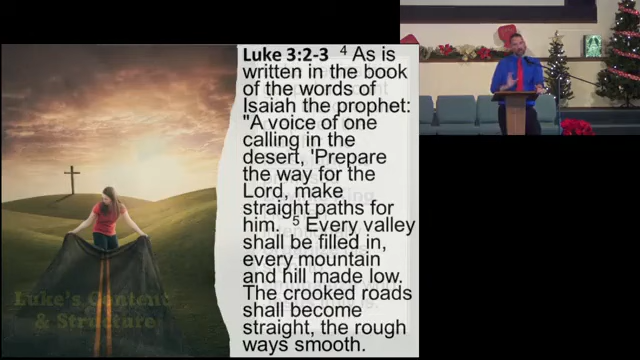 Luke 3:2-3 4 As is
written in the book
of the words of
Isaiah the prophet:
"A voice of one
calling in the
desert, 'Prepare
the way for the
Lord, make
straight paths for
him. 5 Every valley
shall be filled in,
every mountain
and hill made low.
The crooked roads
shall become
straight, the rough
ways smooth.
Luke's Content
& Structure